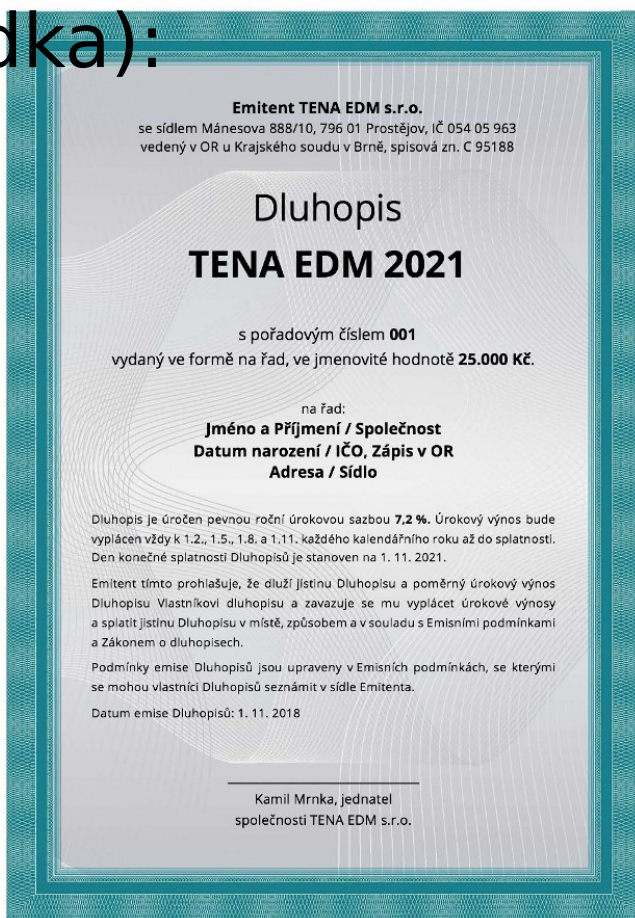 dka):
Emitent TENA EDM s.r.o.
se sídlem Mánesova 888/10, 796 01 Prostějov, IČ 054 05 963
vedený v OR u Krajského soudu v Brně, spisová zn. C 95188
Dluhopis
TENA EDM 2021
s pořadovým číslem 001
vydaný ve formě na řad, ve jmenovité hodnotě 25.000 Kč.
na řad:
Jméno a Příjmení / Společnost
Datum narození / IČO, Zápis v OR
Adresa / Sídlo
Dluhopis je úročen pevnou roční úrokovou sazbou 7,2 %. Úrokový výnos bude
vyplácen vždy k 1.2., 1.5., 1.8. a 1.11. každého kalendářního roku až do splatnosti.
Den konečné splatnosti Dluhopisů je stanoven na 1. 11. 2021.
Emitent tímto prohlašuje, že dluží jistinu Dluhopisu a poměrný úrokový výnos
Dluhopisu Vlastníkovi dluhopisu a zavazuje se mu vyplácet úrokové výnosy
a splatit jistinu Dluhopisu v místě, způsobem a v souladu s Emisními podmínkami
a Zákonem o dluhopisech.
Podmínky emise Dluhopisů jsou upraveny v Emisních podmínkách, se kterými
se mohou vlastníci Dluhopisů seznámit v sídle Emitenta.
Datum emise Dluhopisů: 1. 11. 2018
Kamil Mrnka, jednatel
společnosti TENA EDM s.r.o.